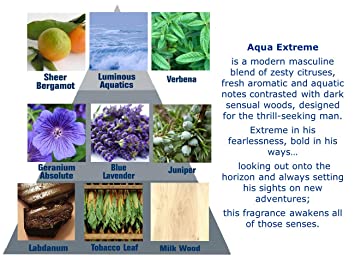 Sheer
Bergamot
Luminous
Aquatics
Verbena
Geranium
Absolute
Blue
Lavender
Juniper
Labdanum
Tobacco Leaf
Milk Wood
Aqua Extreme
is a modern masculine
blend of zesty citruses,
fresh aromatic and aquatic
notes contrasted with dark
sensual woods, designed
for the thrill-seeking man.
Extreme in his
fearlessness, bold in his
ways…
looking out onto the
horizon and always setting
his sights on new
adventures;
this fragrance awakens all
of those senses.